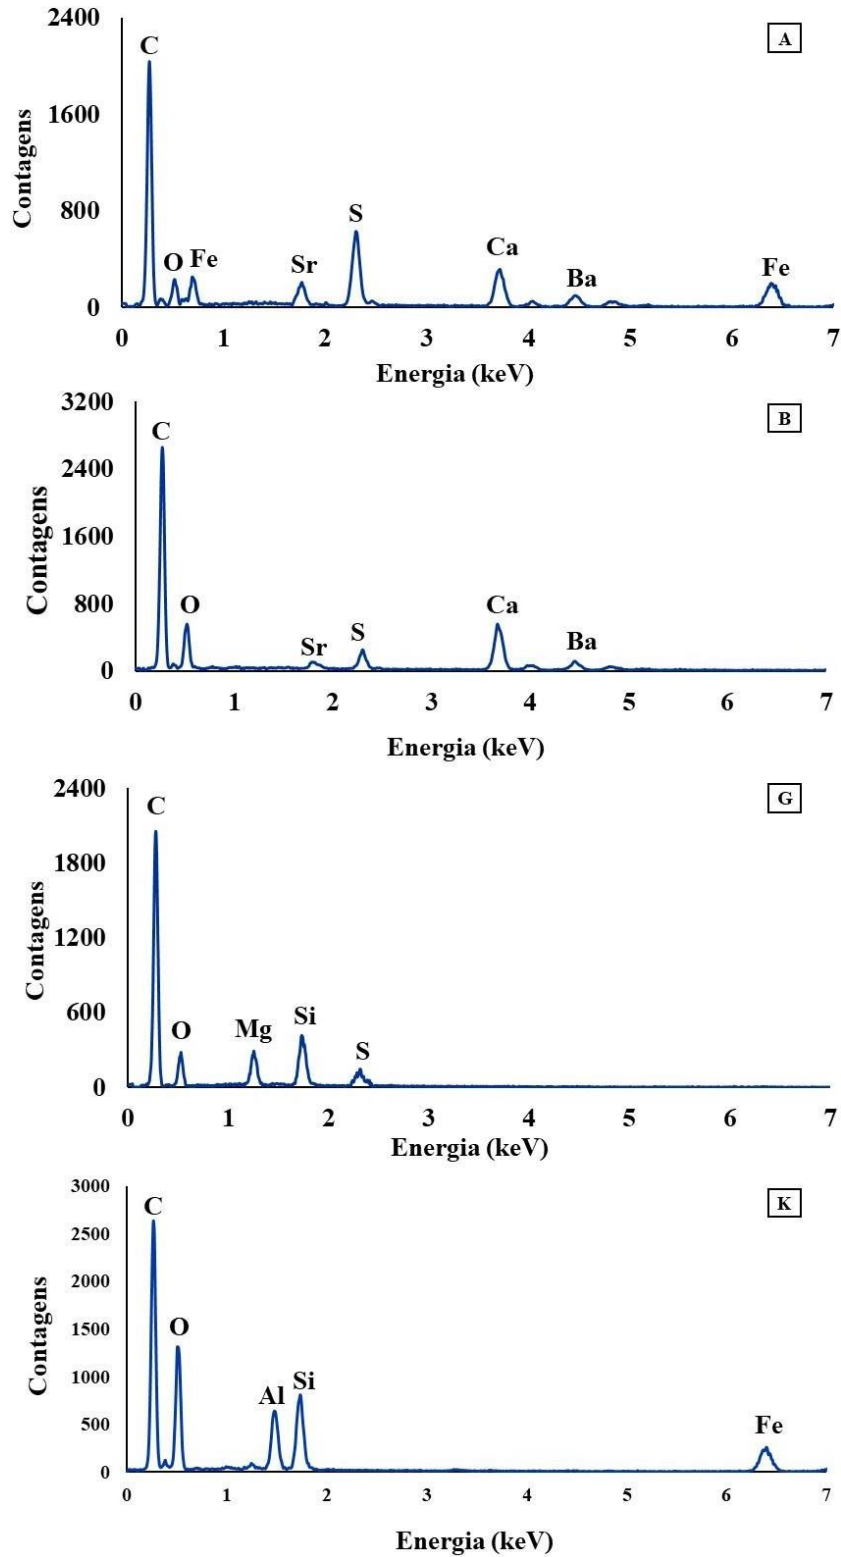 2400
A
C
1600
Contagens
800
S
Ca
O Fe
Sr
Ba
Fe
0
0 1 2 3 4 5 6 7
Energia (keV)
3200
B
C
2400
Contagens
1600
800
O
Ca
Sr
S
Ba
0
0 1 2 3 4 5 6 7
Energia (keV)
2400
G
C
1800
Contagens
1200
600
O
Mg
Si
S
0
0 1 2 3 4 5 6 7
Energia (keV)
3000
K
C
2500
2000
Contagens
1500
O
1000
Al
Si
500
Fe
0
0 1 2 3 4 5 6 7
Energia (keV)